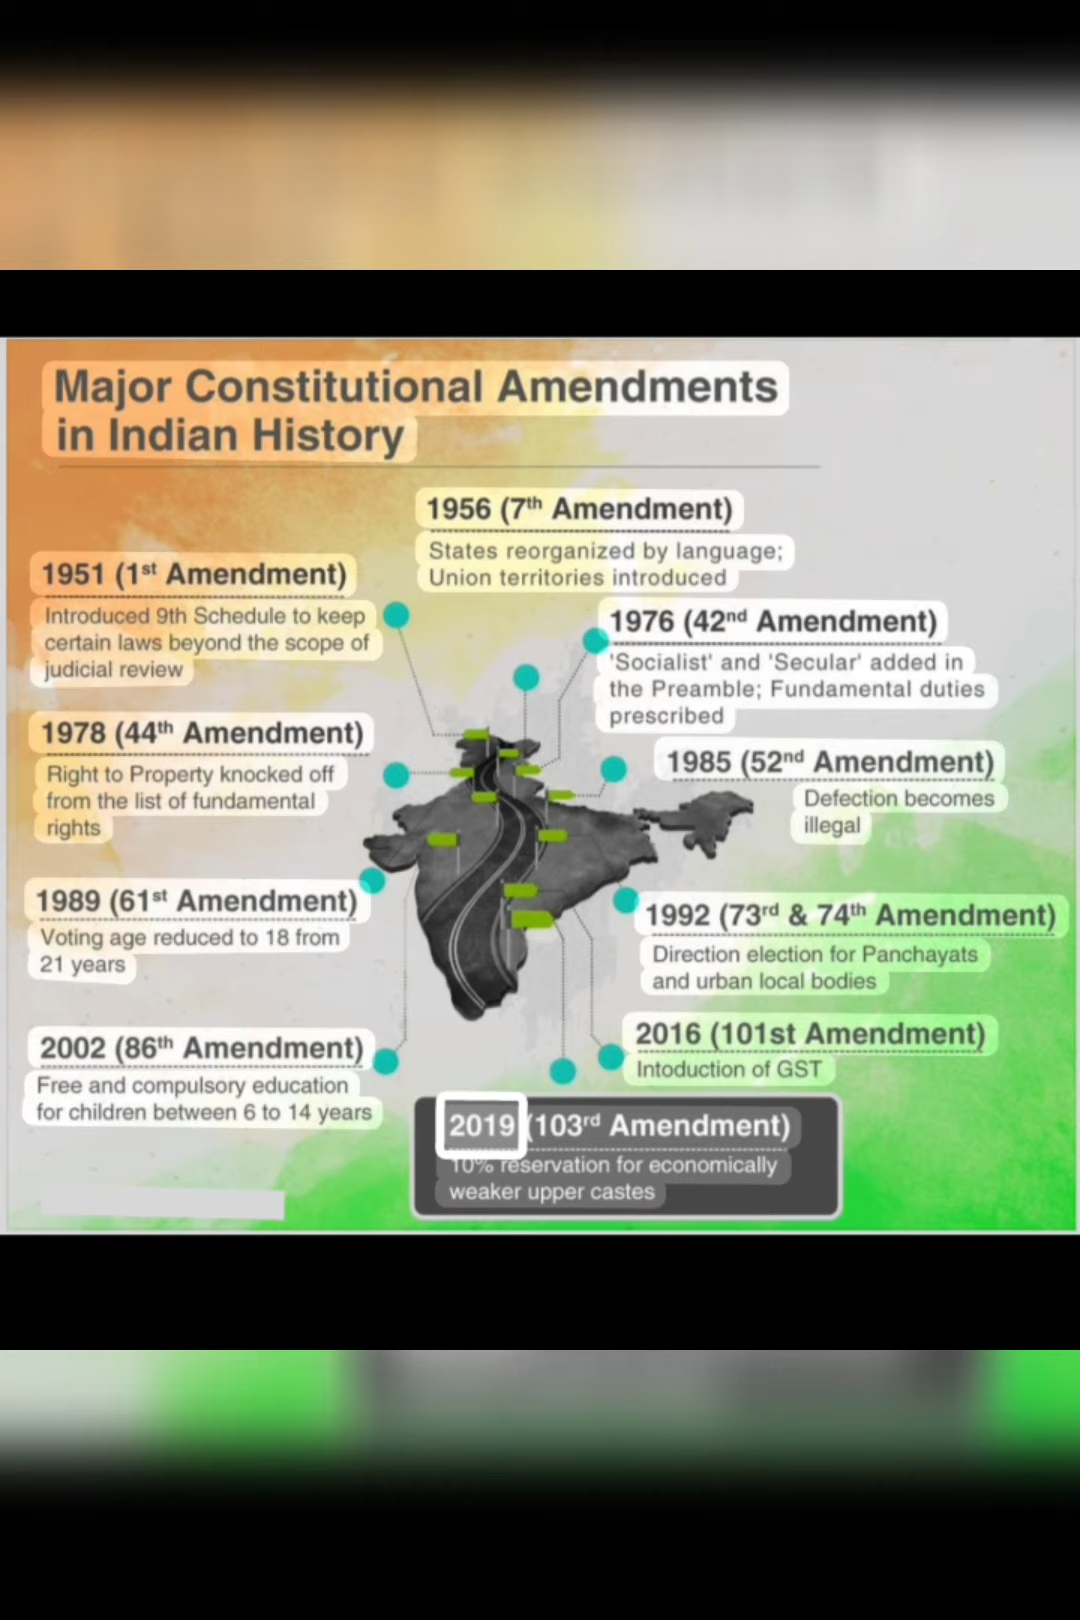 Major Constitutional Amendments
in Indian History
1956 (7th Amendment)
States reorganized by language;
Union territories introduced
1951 (1st Amendment)
Introduced 9th Schedule to keep
certain laws beyond the scope of
judicial review
1976 (42nd Amendment)
'Socialist' and 'Secular' added in
the Preamble; Fundamental duties
prescribed
1978 (44th Amendment)
Right to Property knocked off
from the list of fundamental
rights
1985 (52nd Amendment)
Defection becomes
illegal
1989 (61st Amendment)
Voting age reduced to 18 from
21 years
1992 (73rd & 74th Amendment)
Direction election for Panchayats
and urban local bodies
2002 (86th Amendment)
Free and compulsory education
for children between 6 to 14 years
2016 (101st Amendment)
Intoduction of GST
2019 (103rd Amendment)
10% reservation for economically
weaker upper castes